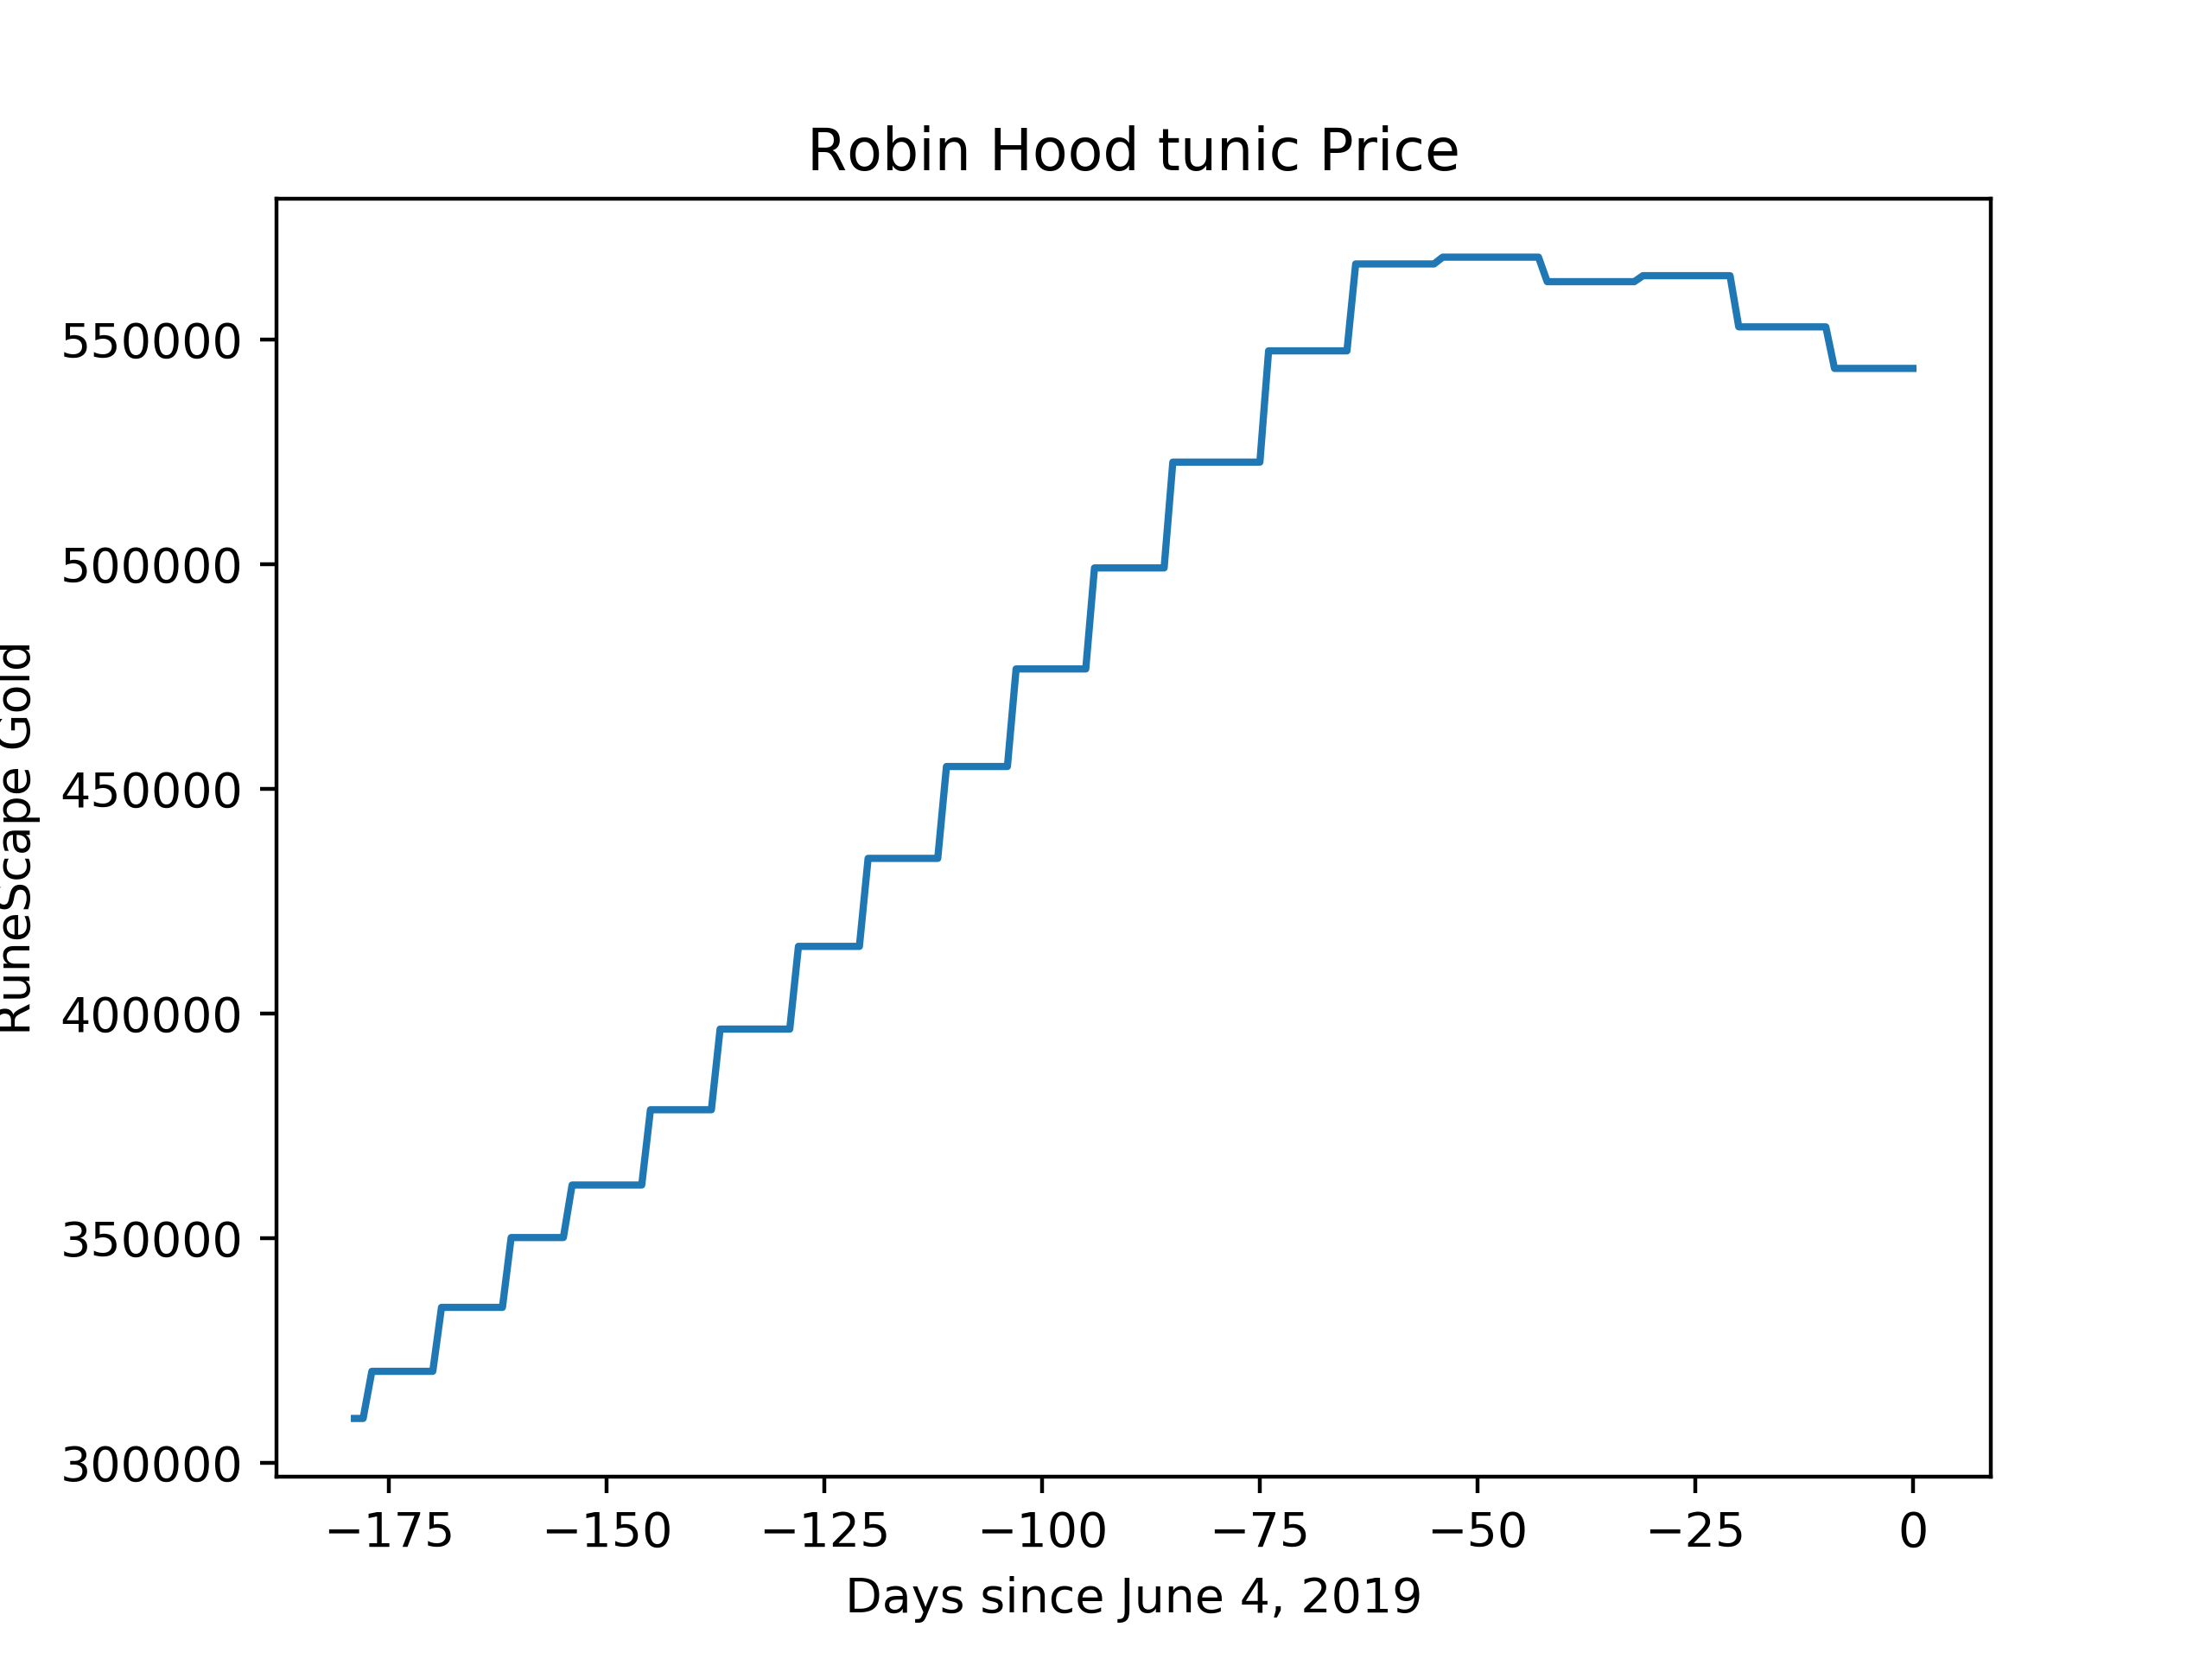 Robin Hood tunic Price
RuneScape Gold
550000
500000
450000
400000
350000
300000
−175 −150 −125 −100 −75 −50 −25 0
Days since June 4, 2019